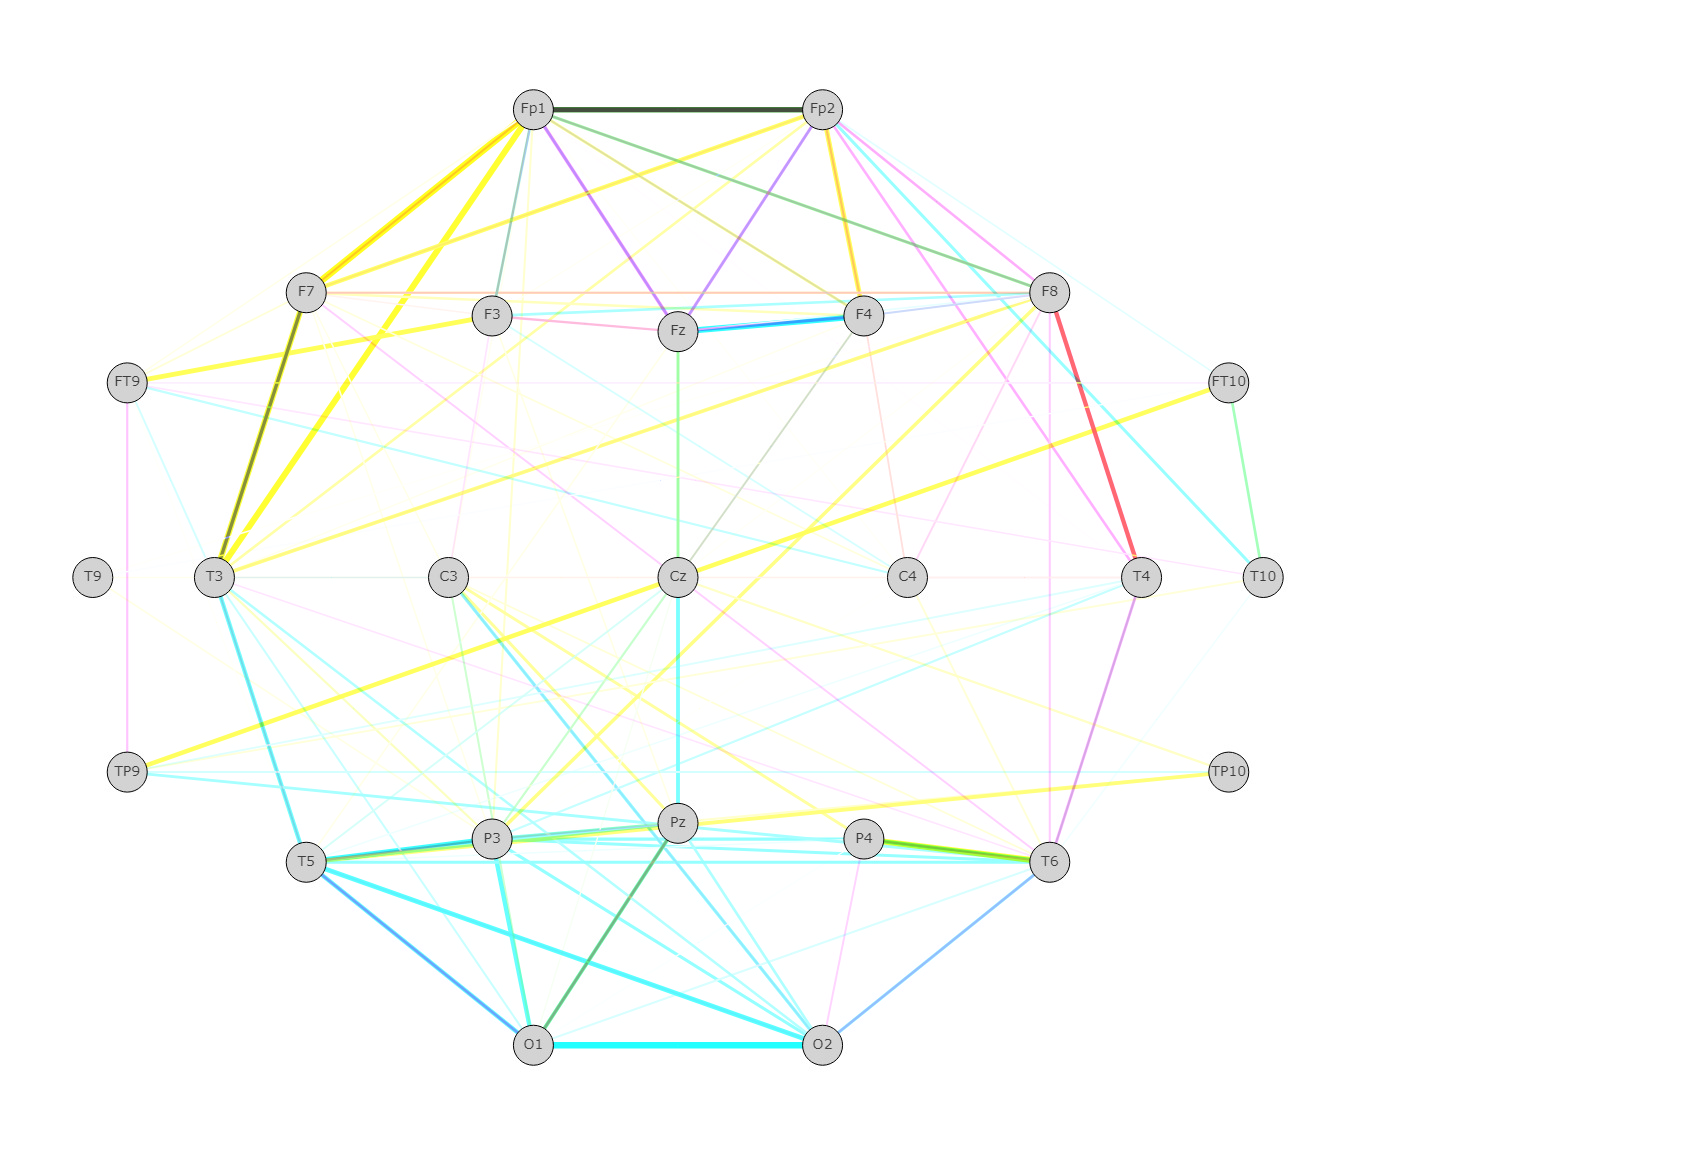 Fp1 Fp2
F7 F3 Fz F4 F8
FT9 FT10
T9 T3 C3 Cz C4 T4 T10
TP9 TP10
T5 P3 Pz P4 T6
O1 O2